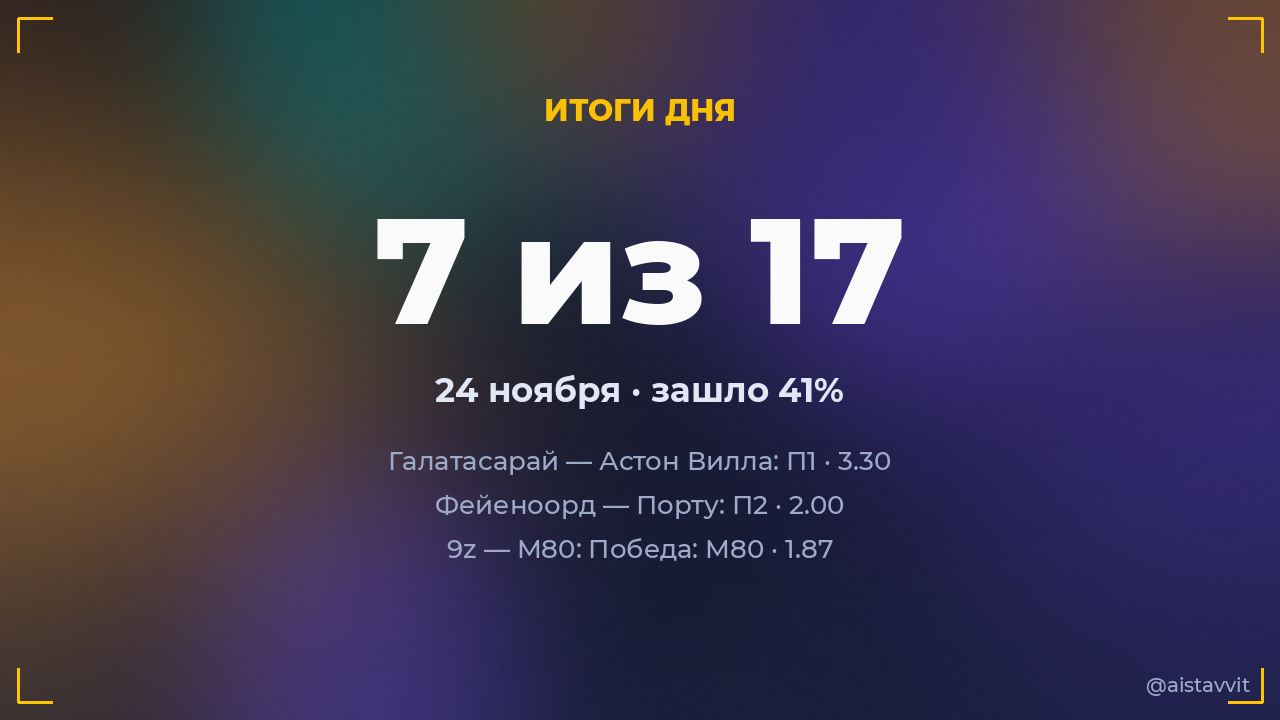 ИТОГИ ДНЯ
7 из 17
24 ноября · зашло 41%
Галатасарай — Астон Вилла: П1 · 3.30
Фейеноорд — Порту: П2 · 2.00
9z — M80: Победа: M80 · 1.87
@aistavvit